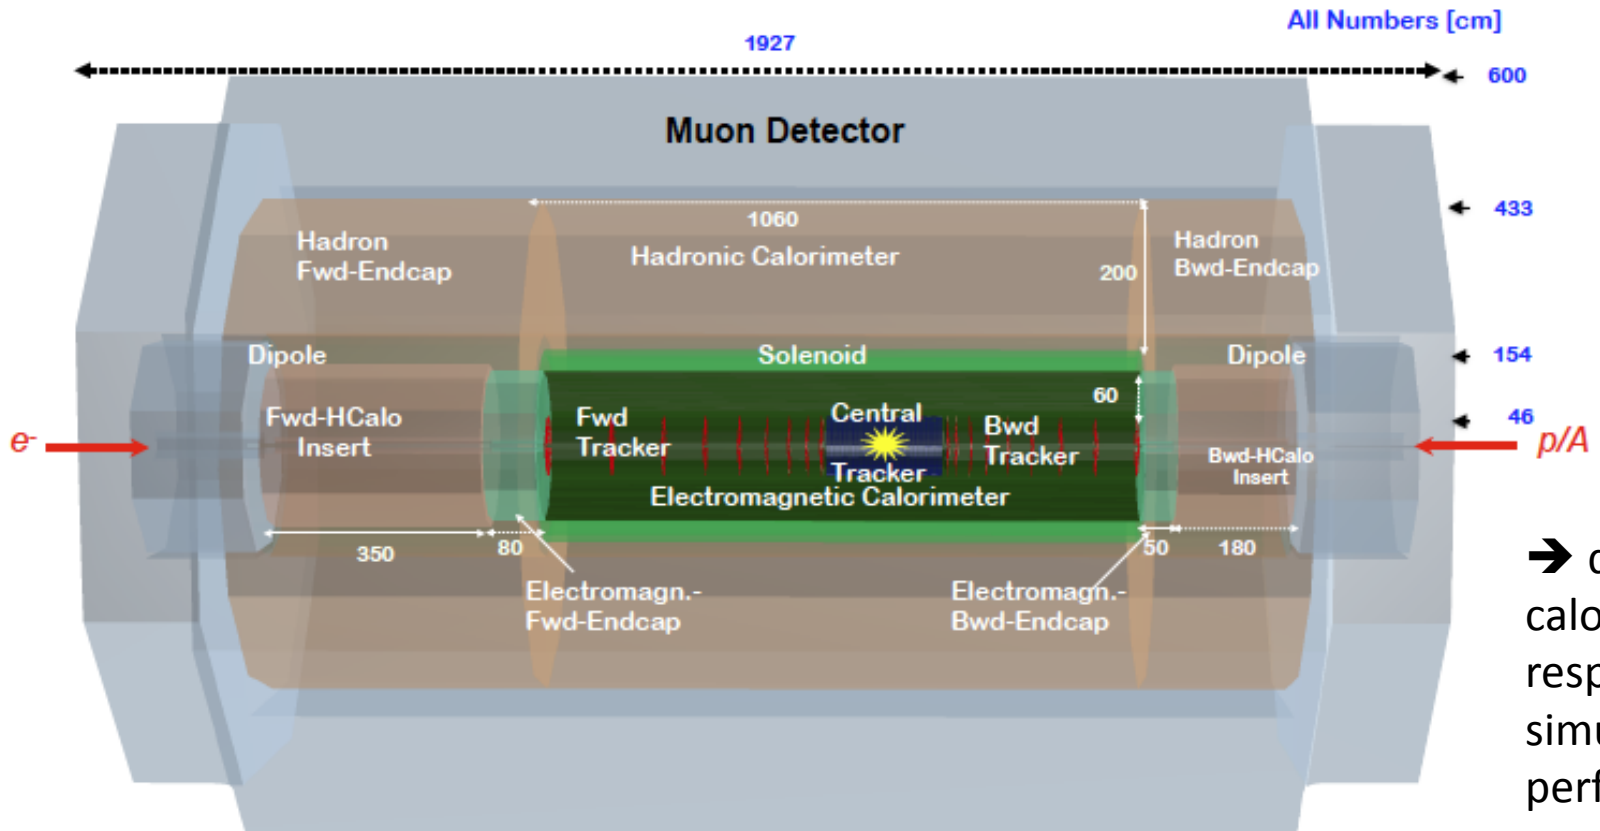 All Numbers [cm]
1927
600
Muon Detector
433
1060
Hadron
Fwd-Endcap
Hadronic Calorimeter
Hadron
Bwd-Endcap
200
Dipole
Solenoid
Dipole
154
60
46
e-
Fwd-HCalo
Insert
Fwd
Tracker
Central
Tracker
Bwd
Tracker
Bwd-HCalo
Insert
p/A
Electromagnetic Calorimeter
350
80
50
180
Electromagn.-
Fwd-Endcap
Electromagn.-
Bwd-Endcap
➔
calo
resp
simu
perf